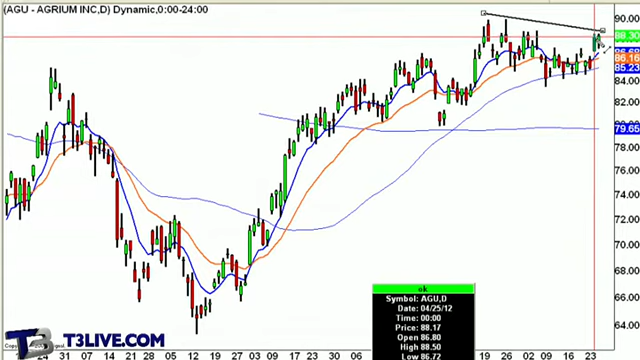 (AGU - AGRIUM INC,D) Dynamic,0:00-24:00
90.00
88.30
86.68
86.16
85.23
84.00
82.00
79.65
78.00
76.00
74.00
72.00
70.00
68.00
66.00
64.00
24 31 07 15 21 28 05 12 19 27 03 09 17 23 30 06
19 26 02 09 16 23
ok
Symbol: AGU,D
Date: 04/25/12
Time: 00:00
Price: 88.17
Open 86.80
High 88.50
Low 86.72
T3 T3LIVE.COM